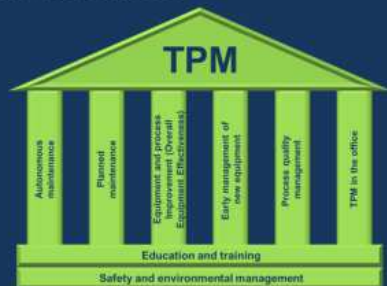 TPM
Autonomous
maintenance
Planned
maintenance
Equipment and process
Improvement (Overall
Equipment Effectiveness)
Early management of
new equipment
Process quality
management
TPM in the office
Education and training
Safety and environmental management